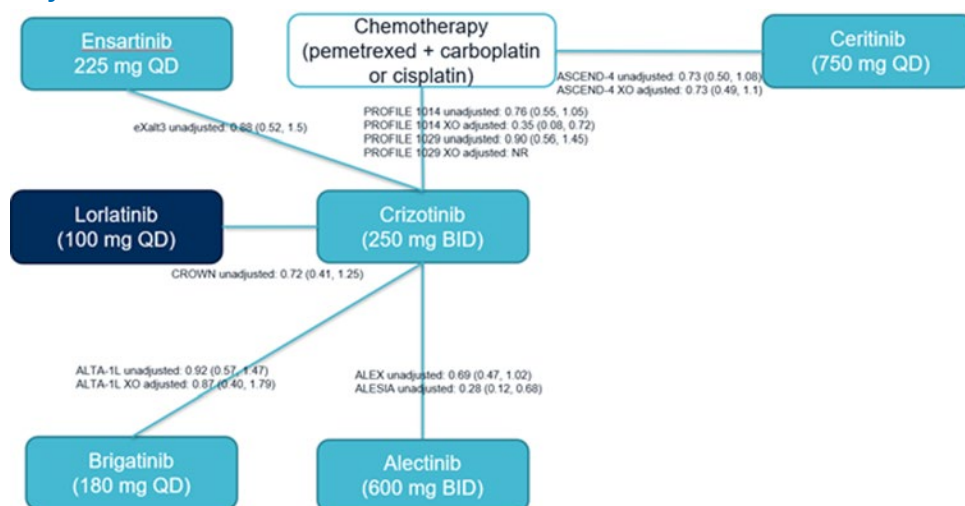 Ensartinib
225 mg QD
Chemotherapy
(pemetrexed + carboplatin
or cisplatin)
Ceritinib
(750 mg QD)
ASCEND-4 unadjusted: 0.73 (0.50, 1.08)
ASCEND-4 XO adjusted: 0.73 (0.49, 1.1)
eXalt3 unadjusted: 0.88 (0.52, 1.5)
PROFILE 1014 unadjusted: 0.76 (0.55, 1.05)
PROFILE 1014 XO adjusted: 0.35 (0.08, 0.72)
PROFILE 1029 unadjusted: 0.90 (0.56, 1.45)
PROFILE 1029 XO adjusted: NR
Lorlatinib
(100 mg QD)
Crizotinib
(250 mg BID)
CROWN unadjusted: 0.72 (0.41, 1.25)
ALTA-1L unadjusted: 0.92 (0.57, 1.47)
ALTA-1L XO adjusted: 0.87 (0.40, 1.79)
ALEX unadjusted: 0.69 (0.47, 1.02)
ALESIA unadjusted: 0.28 (0.12, 0.68)
Brigatinib
(180 mg QD)
Alectinib
(600 mg BID)